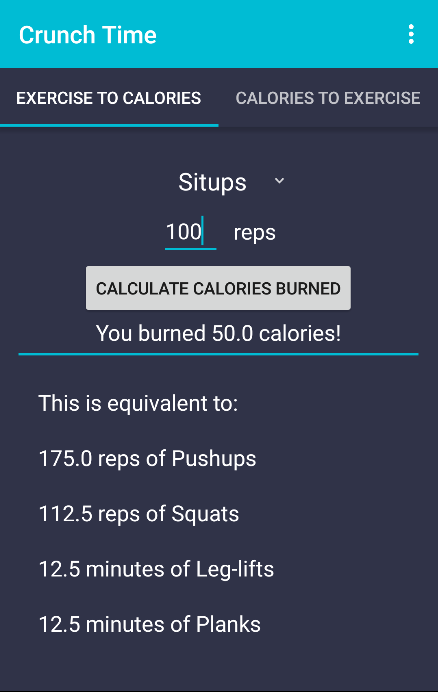 Crunch Time
EXERCISE TO CALORIES CALORIES TO EXERCISE
Situps
100 reps
CALCULATE CALORIES BURNED
You burned 50.0 calories!
This is equivalent to:
175.0 reps of Pushups
112.5 reps of Squats
12.5 minutes of Leg-lifts
12.5 minutes of Planks